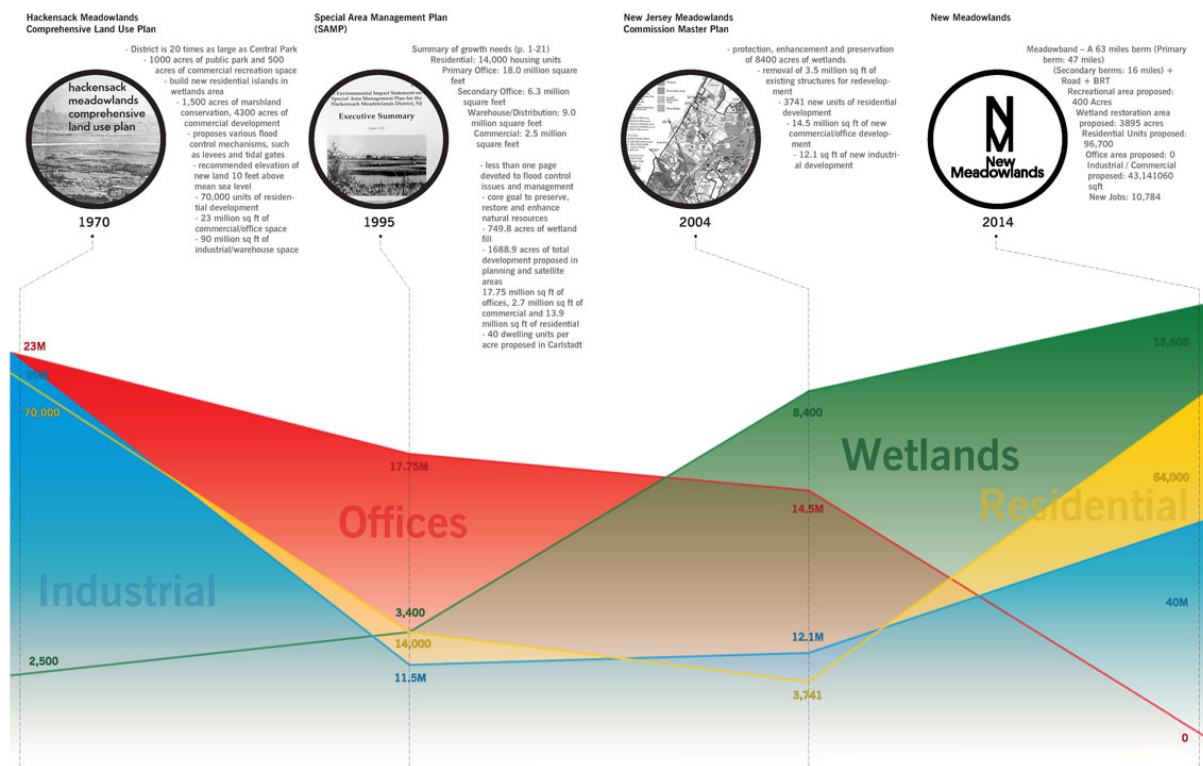 Hackensack Meadowlands
Comprehensive Land Use Plan
- District is 20 times as large as Central Park
- 1000 acres of public park and 500
acres of commercial recreation space
- build new residential islands in
wetlands area
- 1,500 acres of marshland
conservation, 4300 acres of
commercial development
- proposes various flood
control mechanisms, such
as levees and tidal gates
- recommended elevation of
new land 10 feet above
mean sea level
- 70,000 units of residen-
tial development
- 23 million sq ft of
commercial/office space
- 90 million sq ft of
industrial/warehouse space
hackensack
meadowlands
comprehensive
land use plan
1970
Special Area Management Plan
(SAMP)
Summary of growth needs (p. 1-21)
Residential: 14,000 housing units
Primary Office: 18.0 million square
feet
Secondary Office: 6.3 million
square feet
Warehouse/Distribution: 9.0
million square feet
Commercial: 2.5 million
square feet
- less than one page
devoted to flood control
issues and management
- core goal to preserve,
restore and enhance
natural resources
- 749.8 acres of wetland
fill
- 1688.9 acres of total
development proposed in
planning and satellite
areas
17.75 million sq ft of
offices, 2.7 million sq ft of
commercial and 13.9
million sq ft of residential
- 40 dwelling units per
acre proposed in Carlstadt
Environmental Impact Statement on
Special Area Management Plan for the
Hackensack Meadowlands District, NJ
Executive Summary
1995
New Jersey Meadowlands
Commission Master Plan
- protection, enhancement and preservation
of 8400 acres of wetlands
- removal of 3.5 million sq ft of
existing structures for redevelop-
ment
- 3741 new units of residential
development
- 14.5 million sq ft of new
commercial/office develop-
ment
- 12.1 sq ft of new industri-
al development
2004
New Meadowlands
Meadowband – A 63 miles berm (Primary
berm: 47 miles)
(Secondary berms: 16 miles) +
Road + BRT
Recreational area proposed:
400 Acres
Wetland restoration area
proposed: 3895 acres
Residential Units proposed:
96,700
Office area proposed: 0
Industrial / Commercial
proposed: 43,141060
sqft
New Jobs: 10,784
N
M
New
Meadowlands
2014
23M
90M
70,000
Industrial
2,500
17.75M
Offices
3,400
14,000
11.5M
8,400
14.5M
12.1M
3,741
Wetlands
Residential
13,608
64,000
40M
0